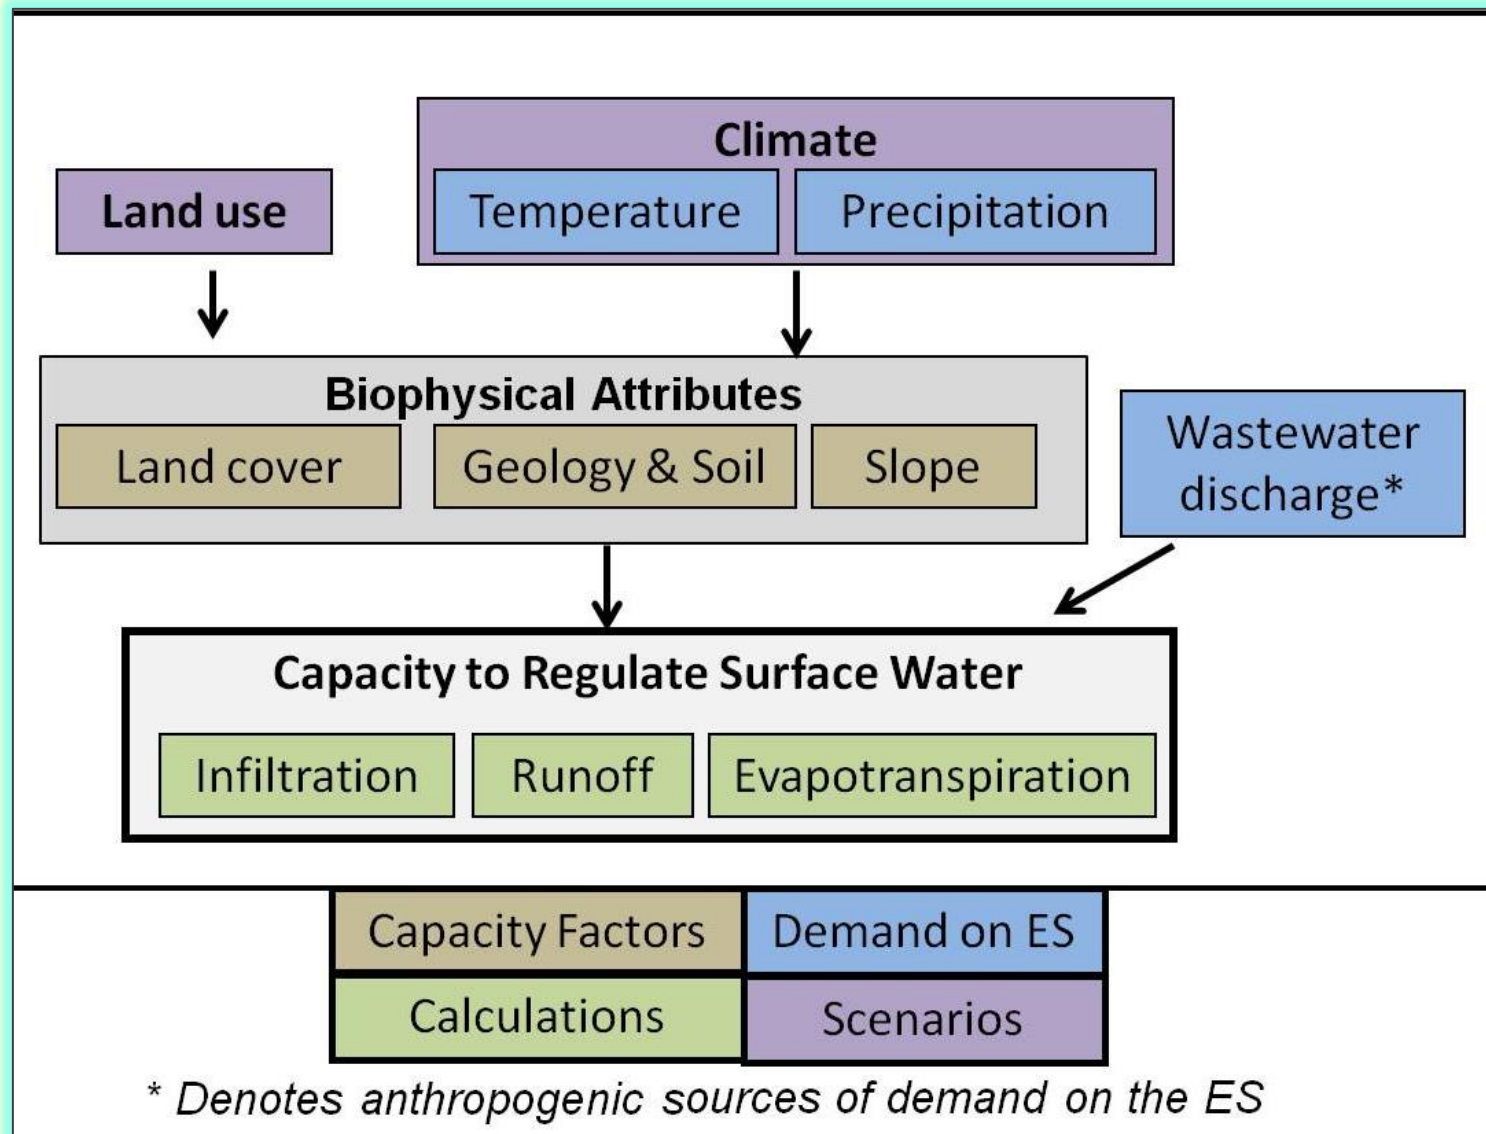 Climate
Land use
Temperature
Precipitation
Biophysical Attributes
Land cover
Geology & Soil
Slope
Wastewater
discharge*
Capacity to Regulate Surface Water
Infiltration
Runoff
Evapotranspiration
Capacity Factors
Demand on ES
Calculations
Scenarios
* Denotes anthropogenic sources of demand on the ES